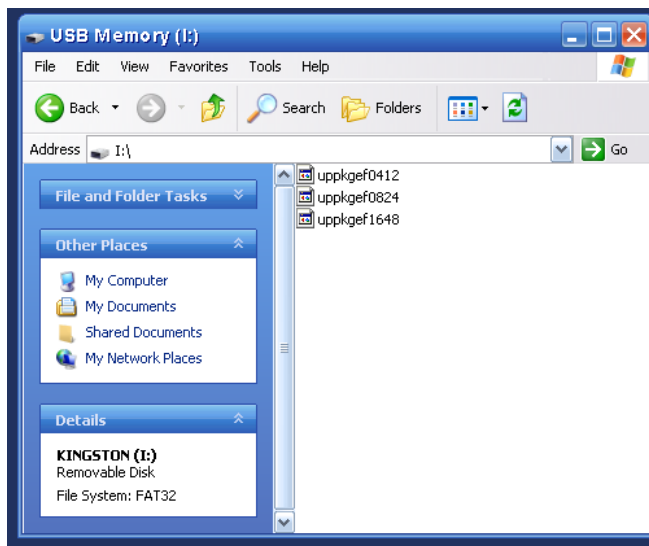 USB Memory (I:)
File Edit View Favorites Tools Help
Back Search Folders
Address I:\ Go
File and Folder Tasks
Other Places
My Computer
My Documents
Shared Documents
My Network Places
Details
KINGSTON (I:)
Removable Disk
File System: FAT32
uppkgef0412
uppkgef0824
uppkgef1648